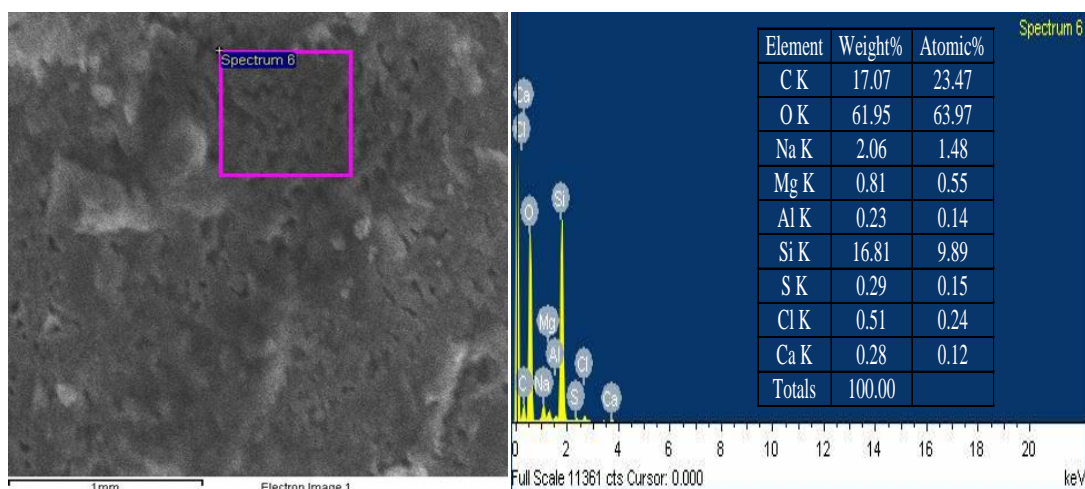 Spectrum 6
1mm
Electron Image 1
Spectrum 6
Element Weight% Atomic%
C K 17.07 23.47
O K 61.95 63.97
Na K 2.06 1.48
Mg K 0.81 0.55
Al K 0.23 0.14
Si K 16.81 9.89
S K 0.29 0.15
Cl K 0.51 0.24
Ca K 0.28 0.12
Totals 100.00
Ca
Cl
O
Si
Mg
Al
Cl
C
Na
S
Ca
0 2 4 6 8 10 12 14 16 18 20
Full Scale 11361 cts Cursor: 0.000 keV